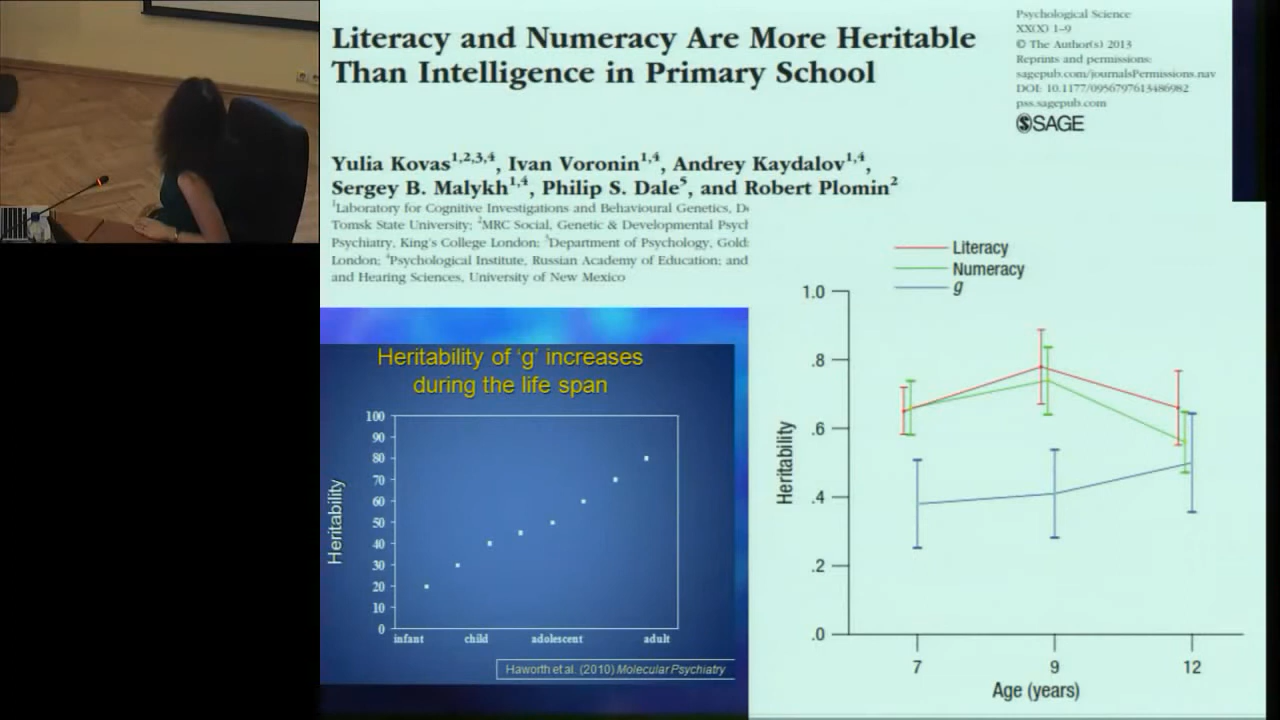 Literacy and Numeracy Are More Heritable
Than Intelligence in Primary School
Psychological Science
XX(X) 1–9
© The Author(s) 2013
Reprints and permissions:
sagepub.com/journalsPermissions.nav
DOI: 10.1177/0956797613486982
pss.sagepub.com
SAGE
Yulia Kovas1,2,3,4, Ivan Voronin1,4, Andrey Kaydalov1,4,
Sergey B. Malykh1,4, Philip S. Dale5, and Robert Plomin2
1Laboratory for Cognitive Investigations and Behavioural Genetics, De
Tomsk State University; 2MRC Social, Genetic & Developmental Psych
Psychiatry, King's College London; 3Department of Psychology, Gold
London; 4Psychological Institute, Russian Academy of Education; and
and Hearing Sciences, University of New Mexico
Heritability of 'g' increases
during the life span
Heritability
100
90
80
70
60
50
40
30
20
10
0
infant child adolescent adult
Haworth et al. (2010) Molecular Psychiatry
Literacy
Numeracy
g
Heritability
1.0
.8
.6
.4
.2
.0
7 9 12
Age (years)